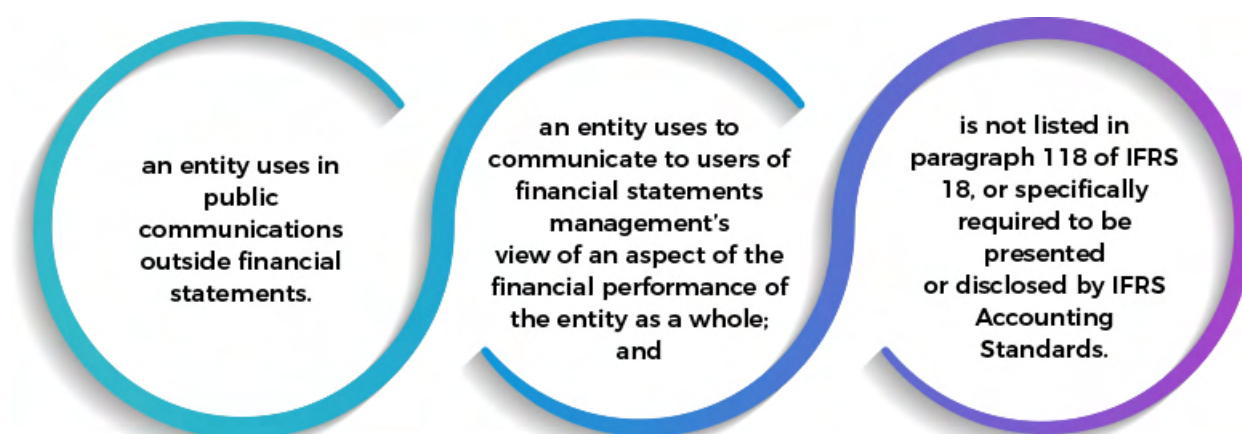 an entity uses in
public
communications
outside financial
statements.
an entity uses to
communicate to users of
financial statements
management's
view of an aspect of the
financial performance of
the entity as a whole;
and
is not listed in
paragraph 118 of IFRS
18, or specifically
required to be
presented
or disclosed by IFRS
Accounting
Standards.